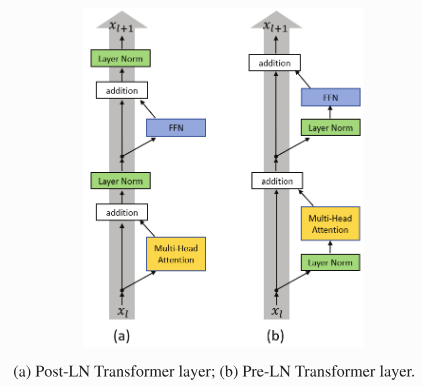 x_{l+1}
x_{l+1}
Layer Norm
addition
addition
FFN
FFN
Layer Norm
Layer Norm
addition
addition
Multi-Head
Attention
Multi-Head
Attention
Layer Norm
x_l
x_l
(a)
(b)
(a) Post-LN Transformer layer; (b) Pre-LN Transformer layer.